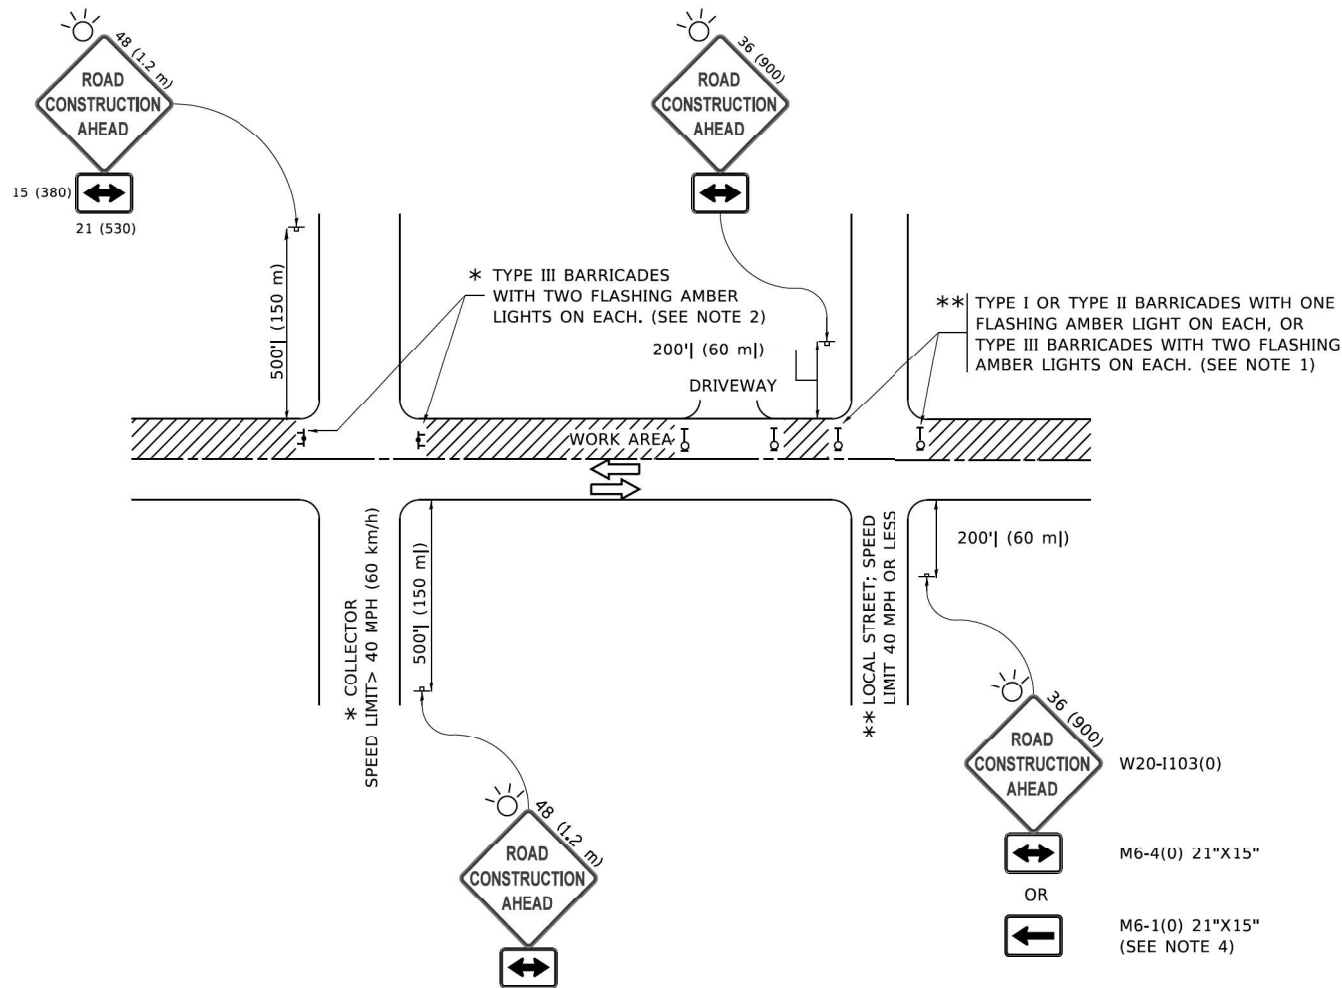 48 (1.2 m)
ROAD
CONSTRUCTION
AHEAD
15 (380)
21 (530)
36 (900)
ROAD
CONSTRUCTION
AHEAD
500'| (150 m)
* TYPE III BARRICADES
WITH TWO FLASHING AMBER
LIGHTS ON EACH. (SEE NOTE 2)
200'| (60 m|)
DRIVEWAY
** TYPE I OR TYPE II BARRICADES WITH ONE
FLASHING AMBER LIGHT ON EACH, OR
TYPE III BARRICADES WITH TWO FLASHING
AMBER LIGHTS ON EACH. (SEE NOTE 1)
WORK AREA
* COLLECTOR
SPEED LIMIT> 40 MPH (60 km/h)
500'| (150 m|)
** LOCAL STREET; SPEED
LIMIT 40 MPH OR LESS
200'| (60 m|)
48 (1.2 m)
ROAD
CONSTRUCTION
AHEAD
36 (900)
ROAD
CONSTRUCTION
AHEAD
W20-I103(0)
M6-4(0) 21"X15"
OR
M6-1(0) 21"X15"
(SEE NOTE 4)